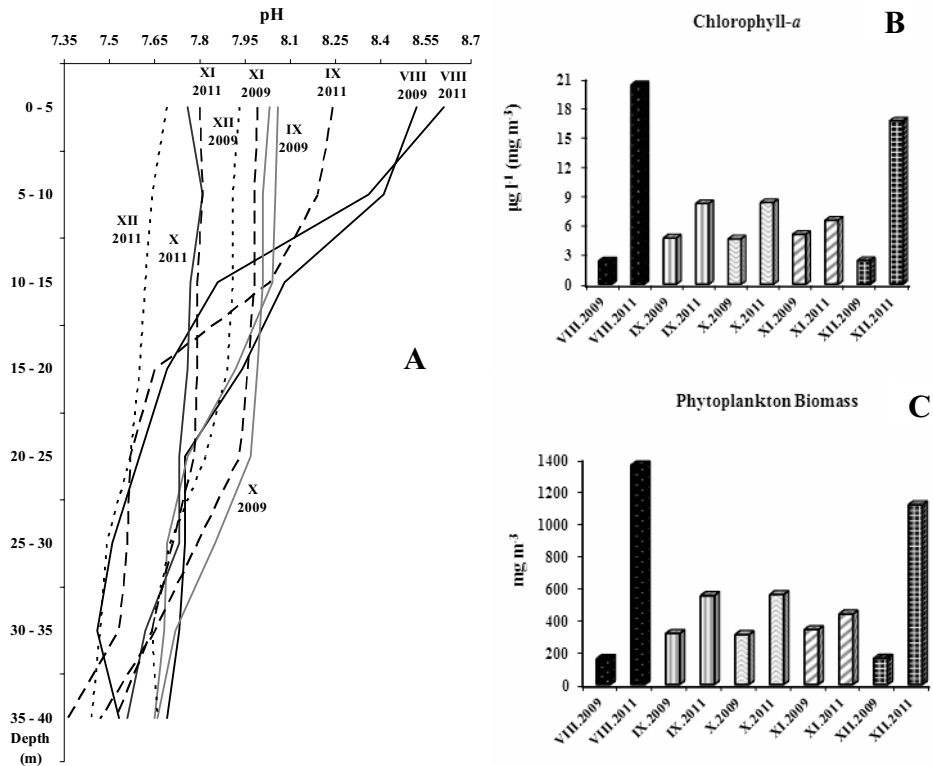 pH
7.35 7.5 7.65 7.8 7.95 8.1 8.25 8.4 8.55 8.7
XI
2011
XI
2009
IX
2011
VIII
2009
VIII
2011
0 - 5
XII
2009
IX
2009
5 - 10
XII
2011
X
2011
10 - 15
15 - 20
20 - 25
X
2009
25 - 30
30 - 35
35 - 40
Depth
(m)
A
Chlorophyll-a
B
µg l-1 (mg m-3)
21
18
15
12
9
6
3
0
VIII.2009
VIII.2011
IX.2009
IX.2011
X.2009
X.2011
XI.2009
XI.2011
XII.2009
XII.2011
Phytoplankton Biomass
C
mg m-3
1400
1200
1000
800
600
400
200
0
VIII.2009
VIII.2011
IX.2009
IX.2011
X.2009
X.2011
XI.2009
XI.2011
XII.2009
XII.2011